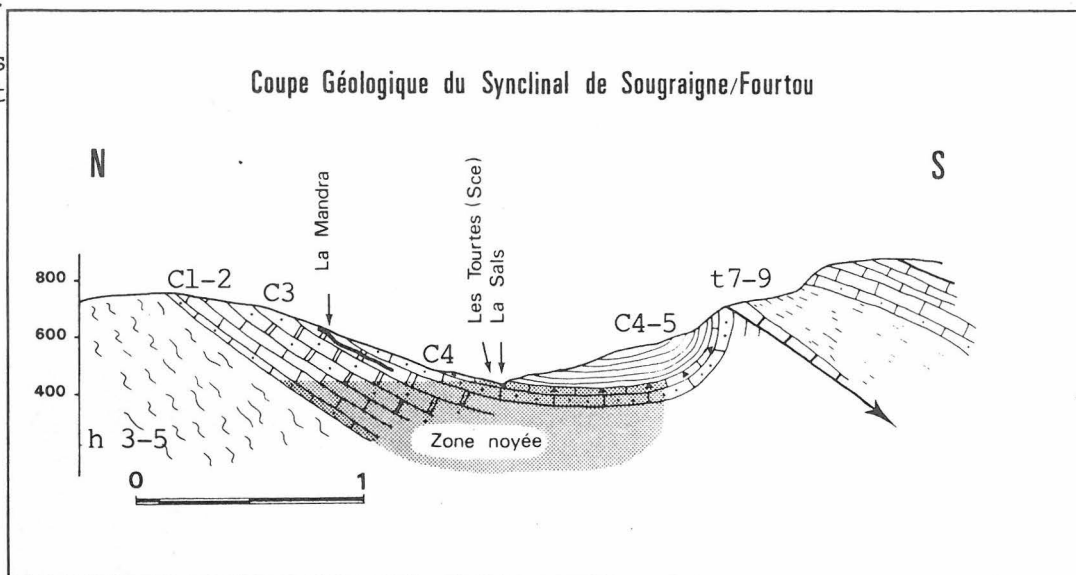 Coupe Géologique du Synclinal de Sougraigne/Fourtou
N
S
La Mandra
Les Tourtes (Sce)
La Sals
800
600
400
C1-2
C3
C4
C4-5
t7-9
h 3-5
Zone noyée
0
1